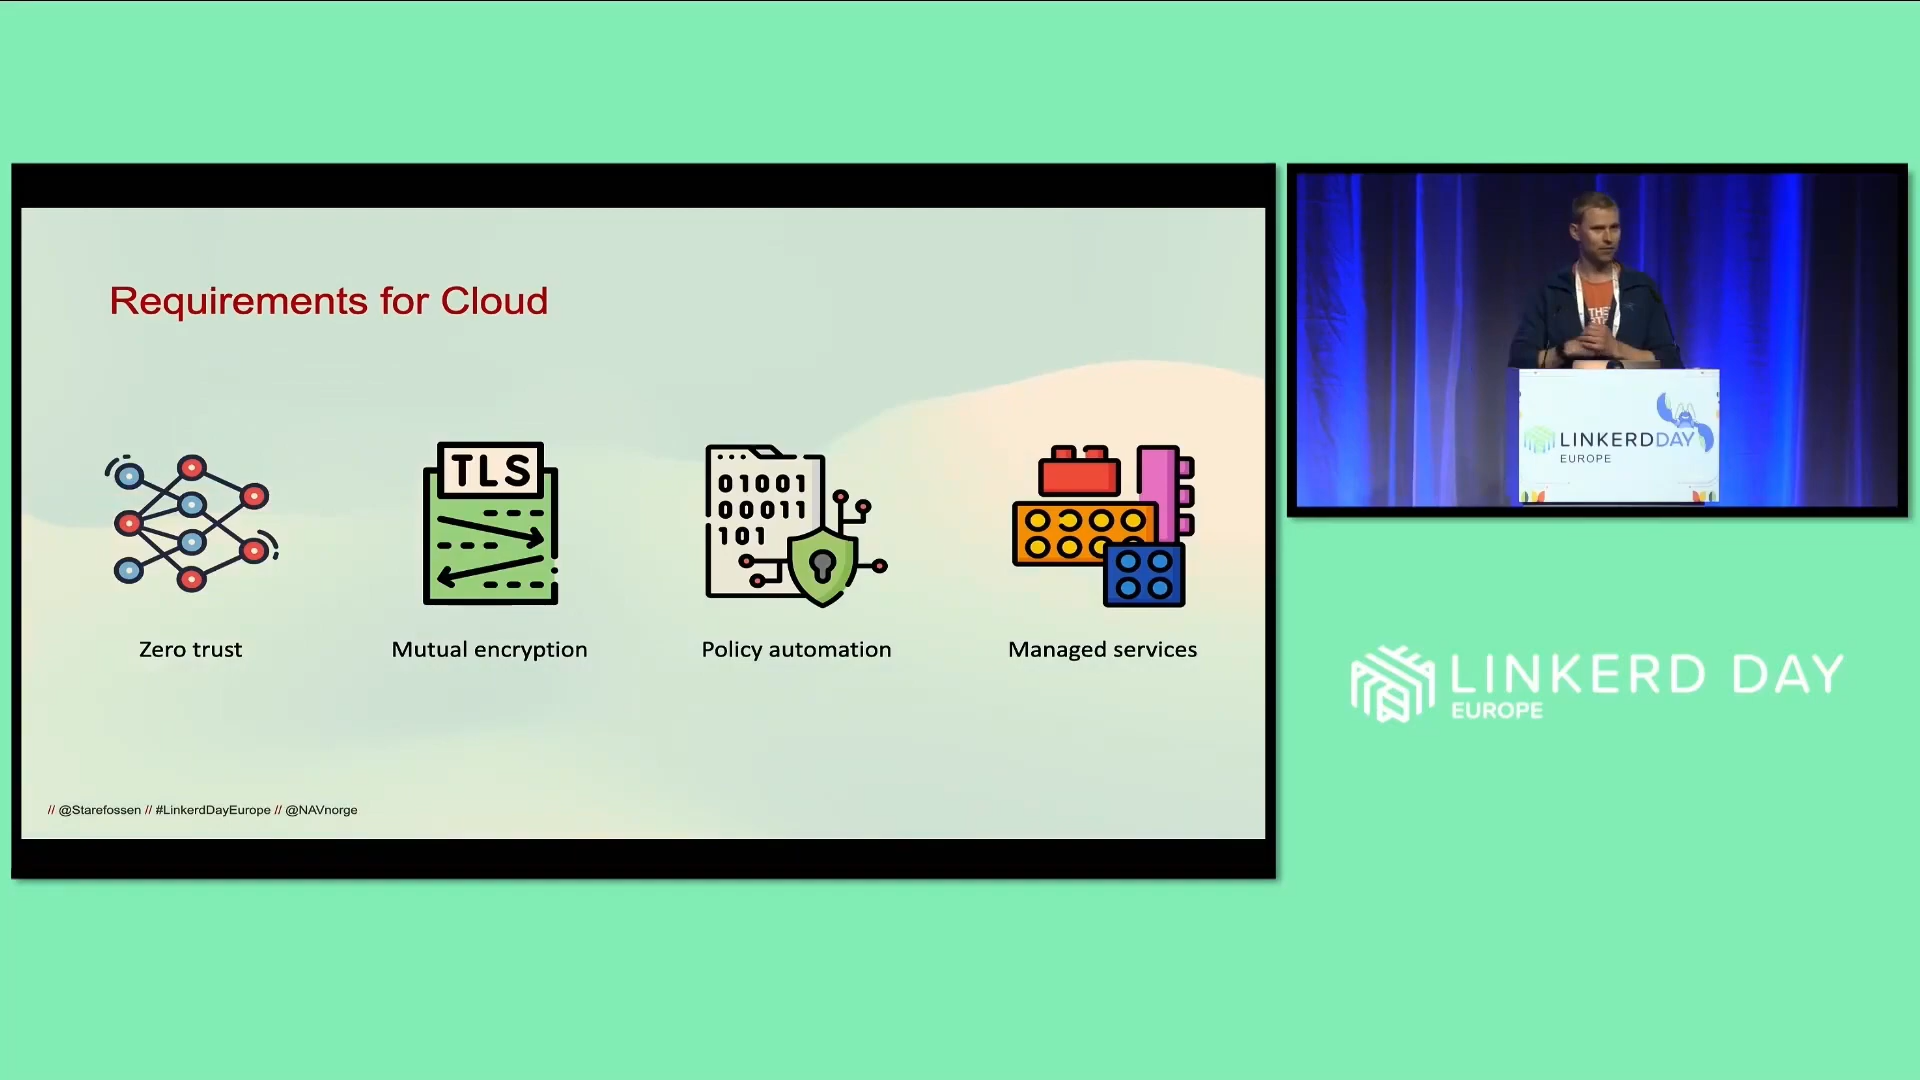 Requirements for Cloud
TLS
01001
00011
101
Zero trust
Mutual encryption
Policy automation
Managed services
// @Starefossen // #LinkerdDayEurope // @NAVnorge
THE
LINKERDDAY
EUROPE
LINKERD DAY
EUROPE